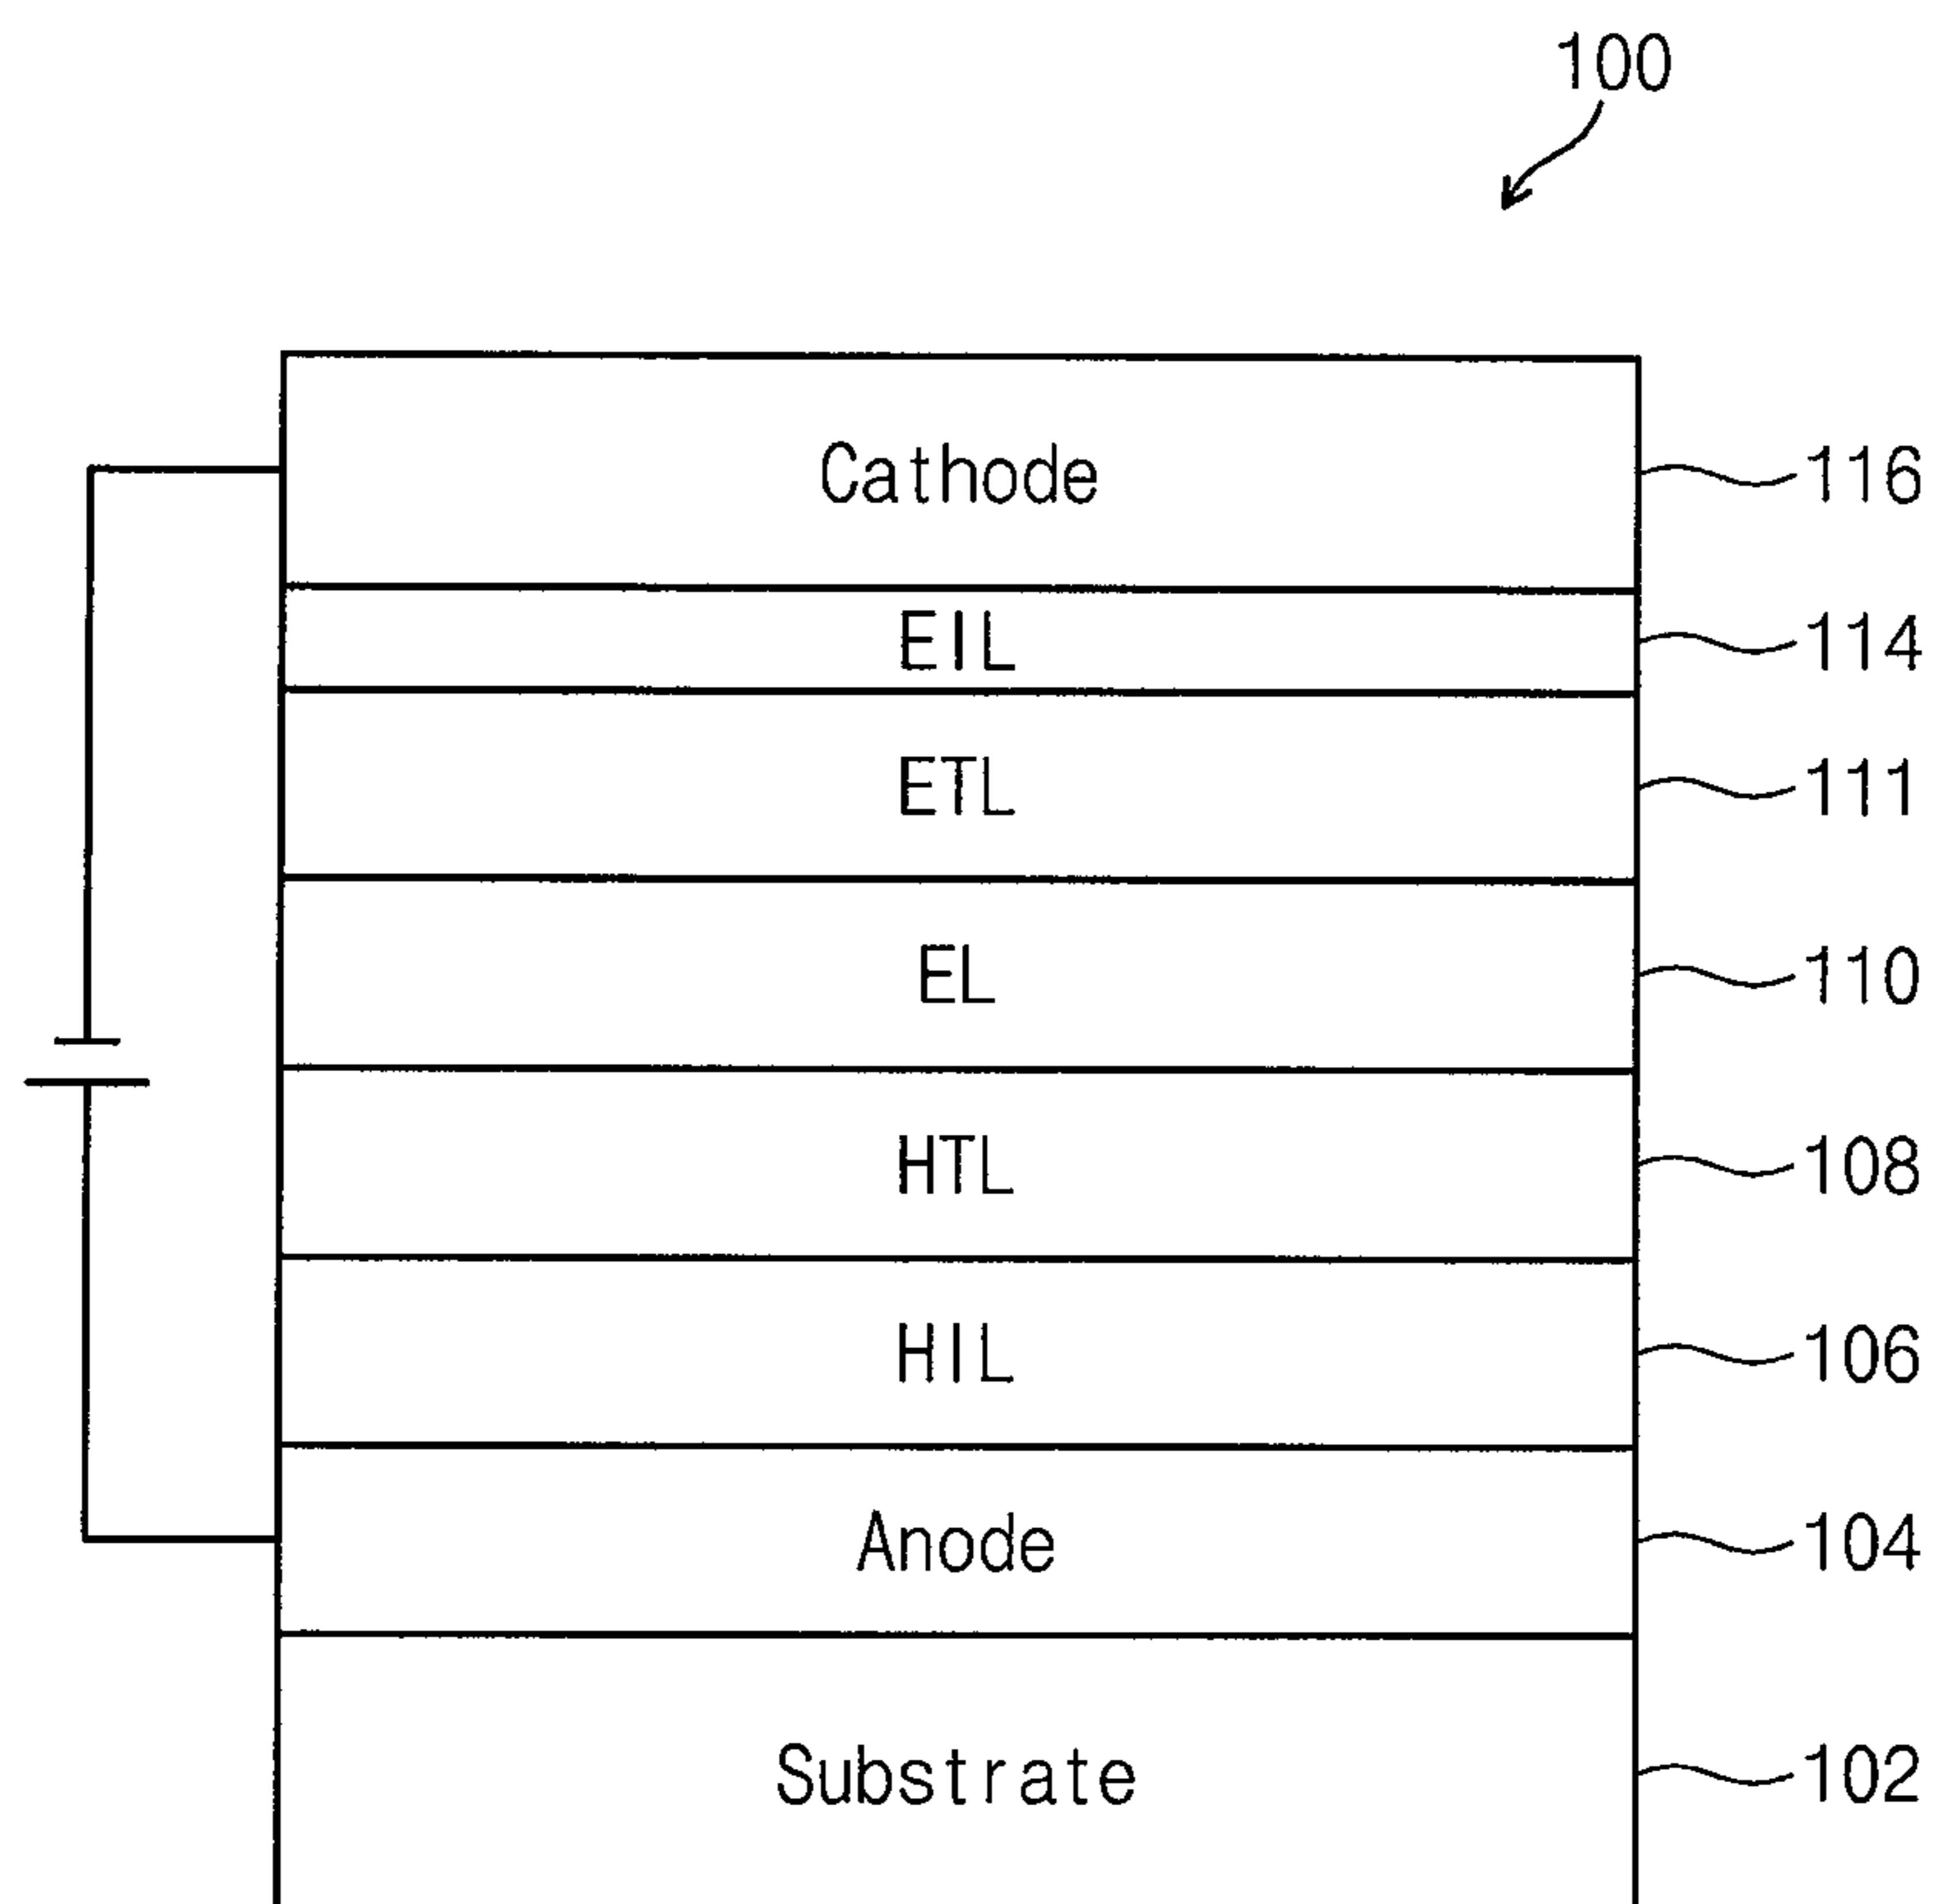 100
Cathode 116
EIL 114
ETL 111
EL 110
HTL 108
HIL 106
Anode 104
Substrate 102